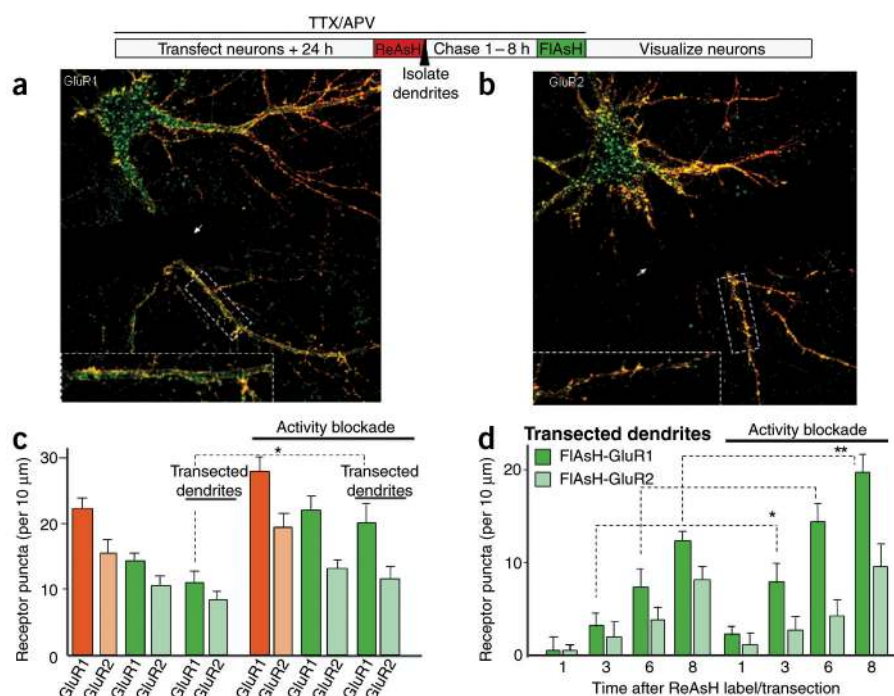 TTX/APV
Transfect neurons + 24 h ReAsH Chase 1–8 h FlAsH Visualize neurons
Isolate
dendrites
a
GluR1
b
GluR2
c
Activity blockade
*
Transected
dendrites
Transected
dendrites
Receptor puncta (per 10 µm)
30
20
10
0
GluR1 GluR2 GluR1 GluR2 GluR1 GluR2 GluR1 GluR2 GluR1 GluR2 GluR1 GluR2
d
Transected dendrites
Activity blockade
FlAsH-GluR1
FlAsH-GluR2
**
*
Receptor puncta (per 10 µm)
20
10
0
1 3 6 8 1 3 6 8
Time after ReAsH label/transection